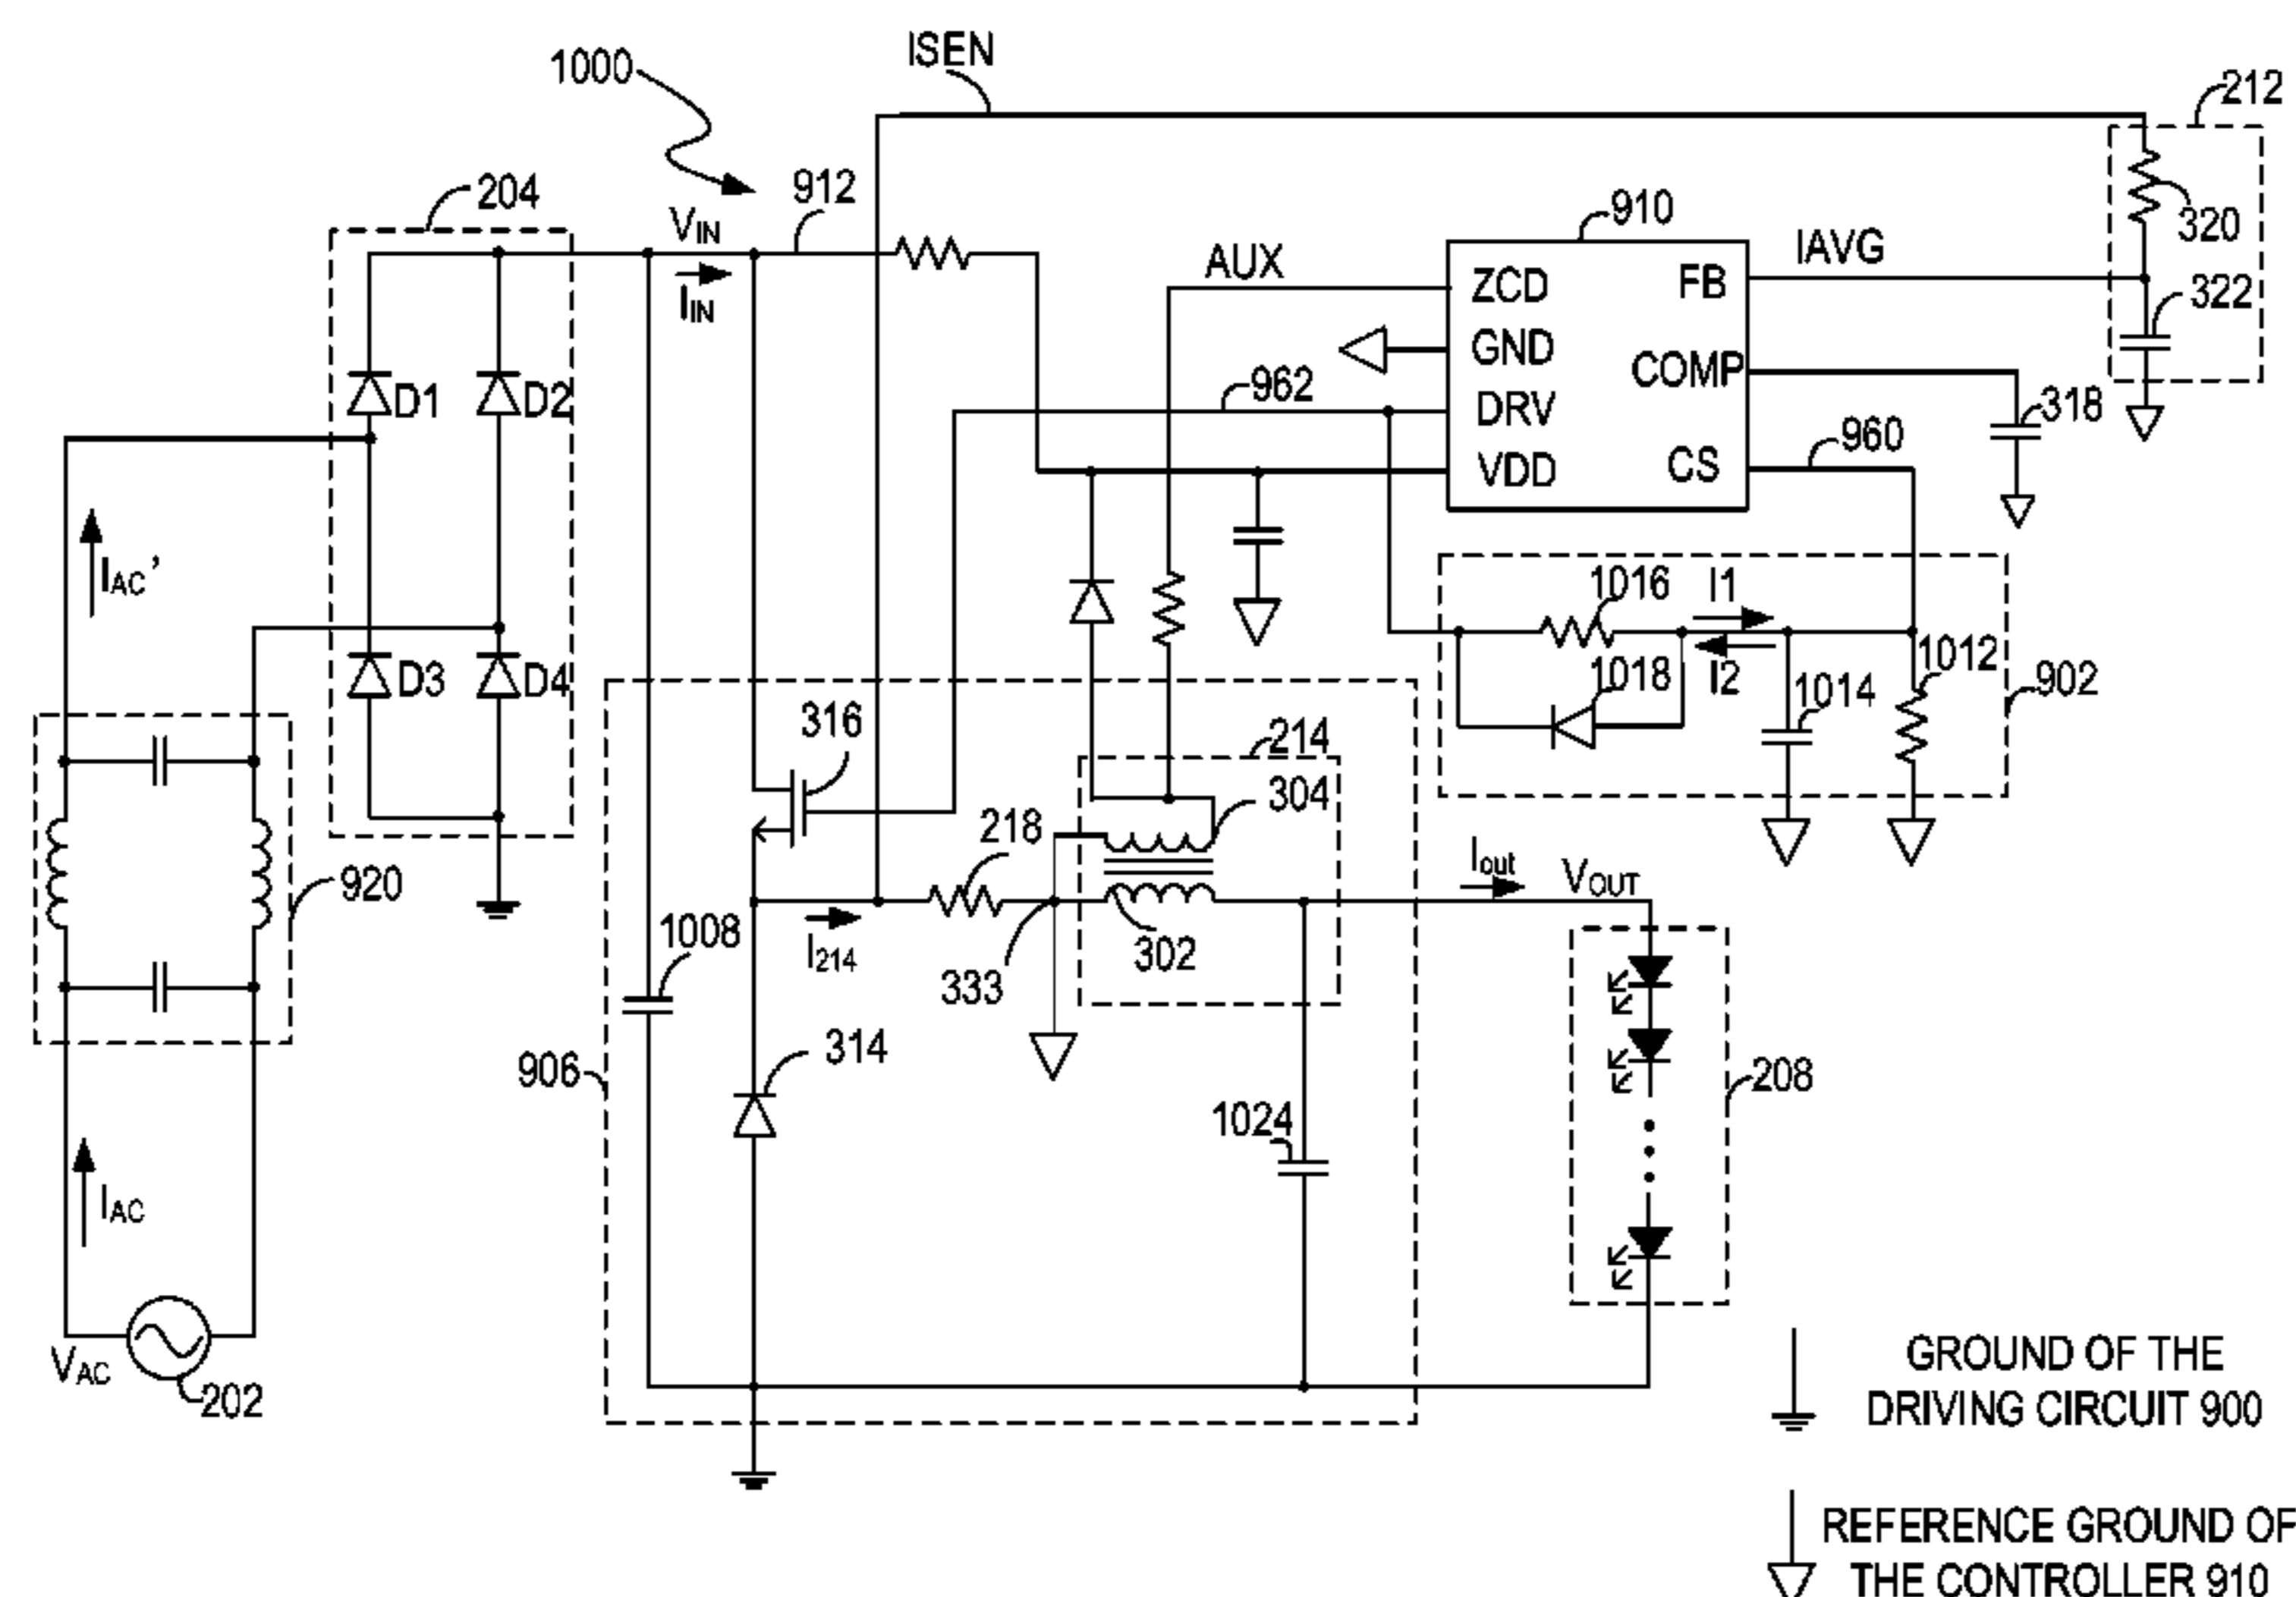 ISEN
1000
212
204
912
VIN
IIN
910
320
AUX
IAVG
ZCD
FB
322
GND
COMP
962
DRV
318
D1
D2
VDD
CS
960
IAC'
1016
I1
1018
I2
1012
902
1014
D3
D4
316
214
304
218
920
Iout
VOUT
1008
I214
333
302
906
314
208
1024
IAC
VAC
202
GROUND OF THE
DRIVING CIRCUIT 900
REFERENCE GROUND OF
THE CONTROLLER 910